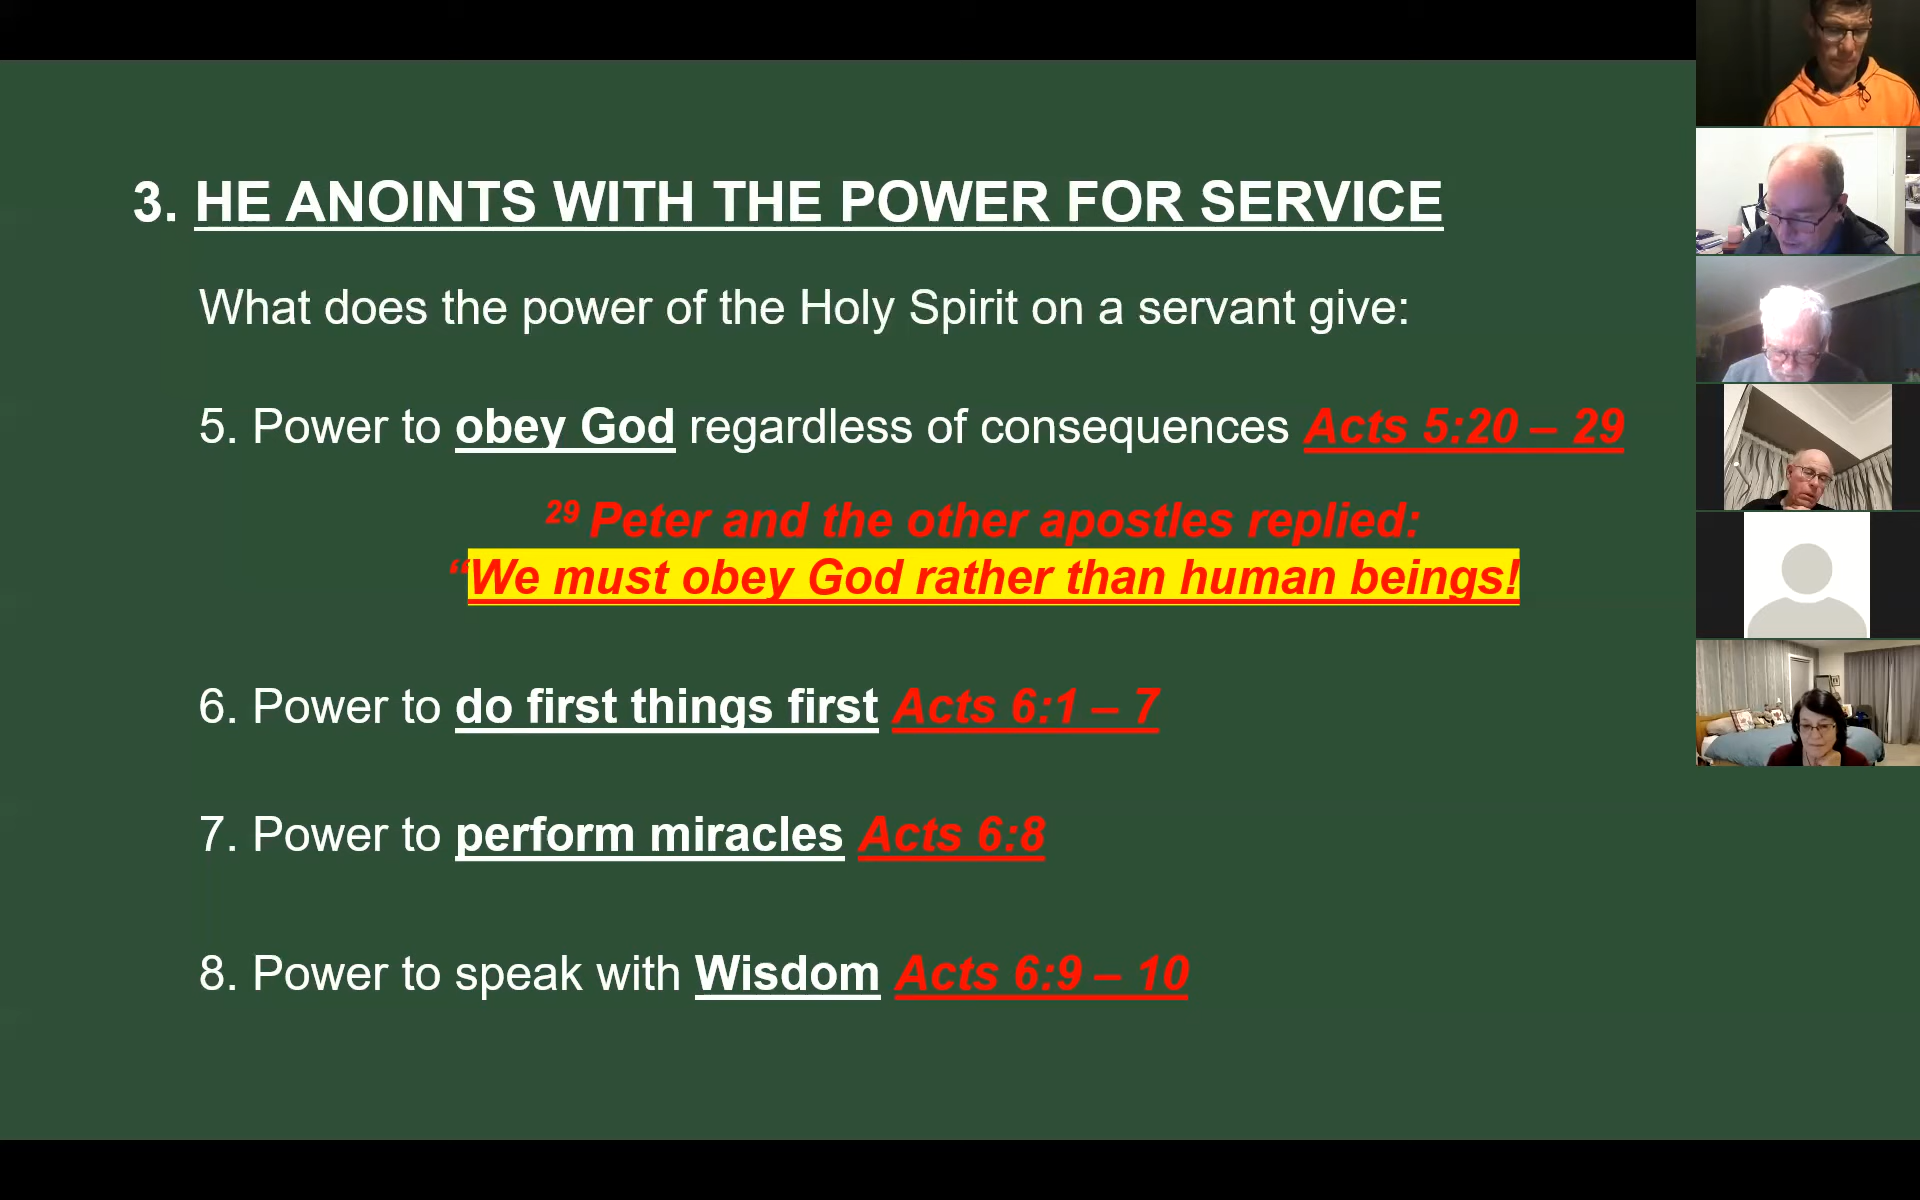 3. HE ANOINTS WITH THE POWER FOR SERVICE
What does the power of the Holy Spirit on a servant give:
5. Power to obey God regardless of consequences Acts 5:20 – 29
29 Peter and the other apostles replied:
“We must obey God rather than human beings!
6. Power to do first things first Acts 6:1 – 7
7. Power to perform miracles Acts 6:8
8. Power to speak with Wisdom Acts 6:9 – 10